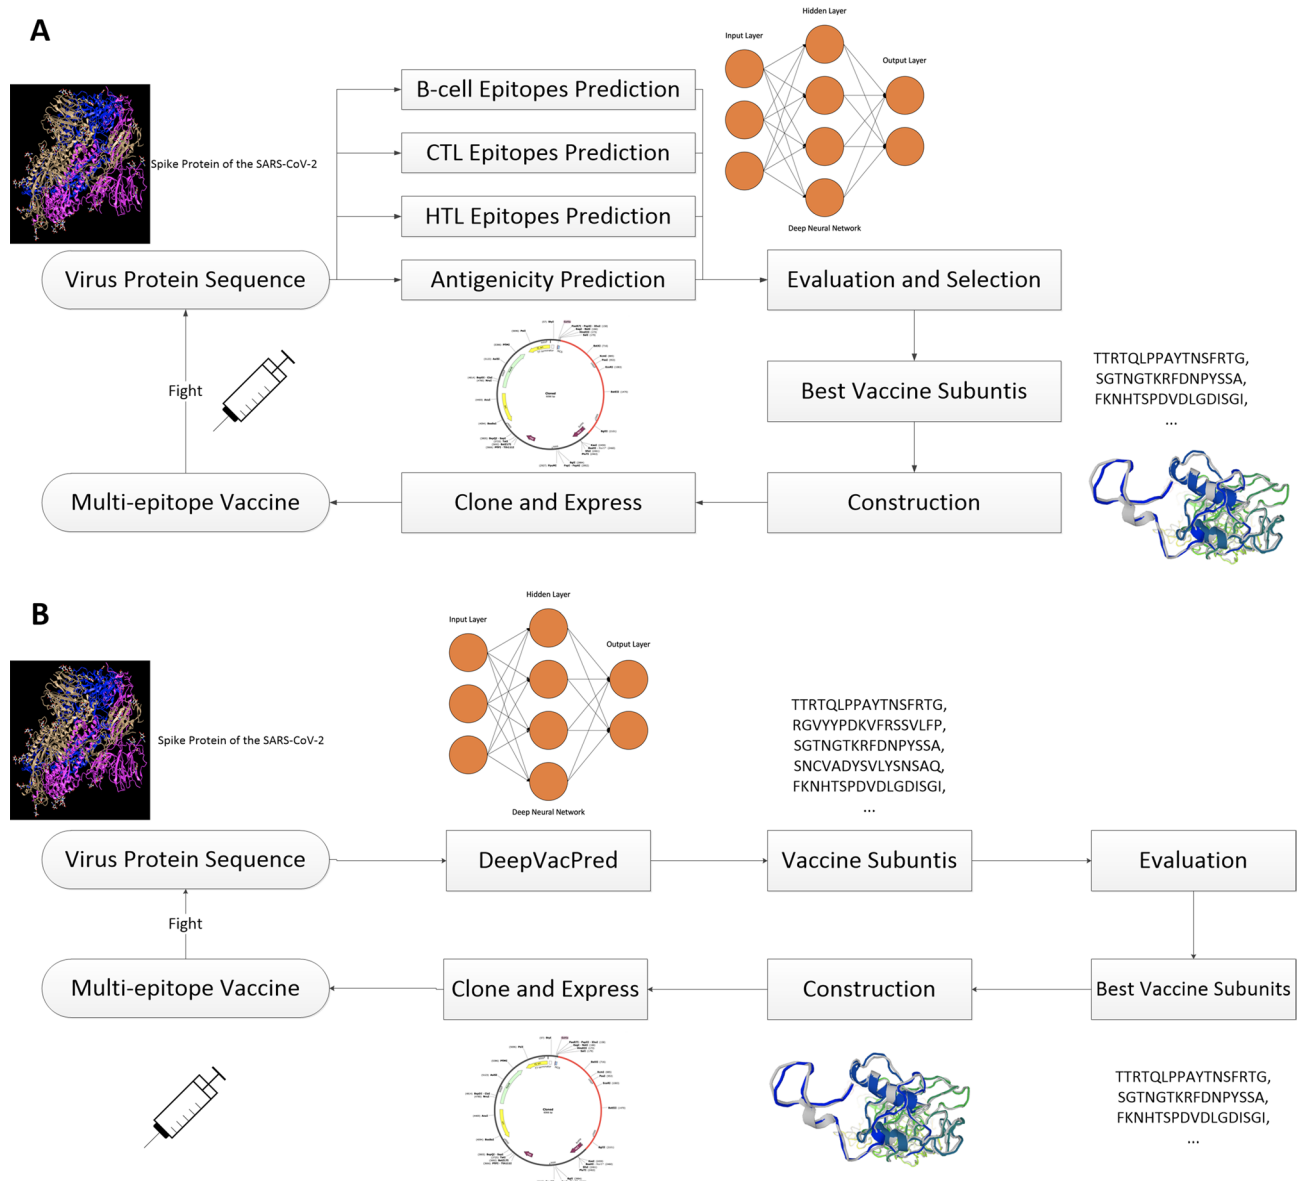 A
Hidden Layer
Input Layer
Output Layer
B-cell Epitopes Prediction
CTL Epitopes Prediction
Spike Protein of the SARS-CoV-2
HTL Epitopes Prediction
Deep Neural Network
Virus Protein Sequence
Antigenicity Prediction
Evaluation and Selection
Fight
Cloned
Best Vaccine Subuntis
TTRTQLPPAYTNSFRTG,
SGTNGTKRFDNPYSSA,
FKNHTSPDVDLGDISGI,
...
Multi-epitope Vaccine
Clone and Express
Construction
B
Hidden Layer
Input Layer
Output Layer
Spike Protein of the SARS-CoV-2
Deep Neural Network
TTRTQLPPAYTNSFRTG,
RGVYYPDKVFRSSVLFP,
SGTNGTKRFDNPYSSA,
SNCVADYSVLYSNSAQ,
FKNHTSPDVDLGDISGI,
...
Virus Protein Sequence
DeepVacPred
Vaccine Subuntis
Evaluation
Fight
Multi-epitope Vaccine
Clone and Express
Construction
Best Vaccine Subunits
Cloned
TTRTQLPPAYTNSFRTG,
SGTNGTKRFDNPYSSA,
FKNHTSPDVDLGDISGI,
...